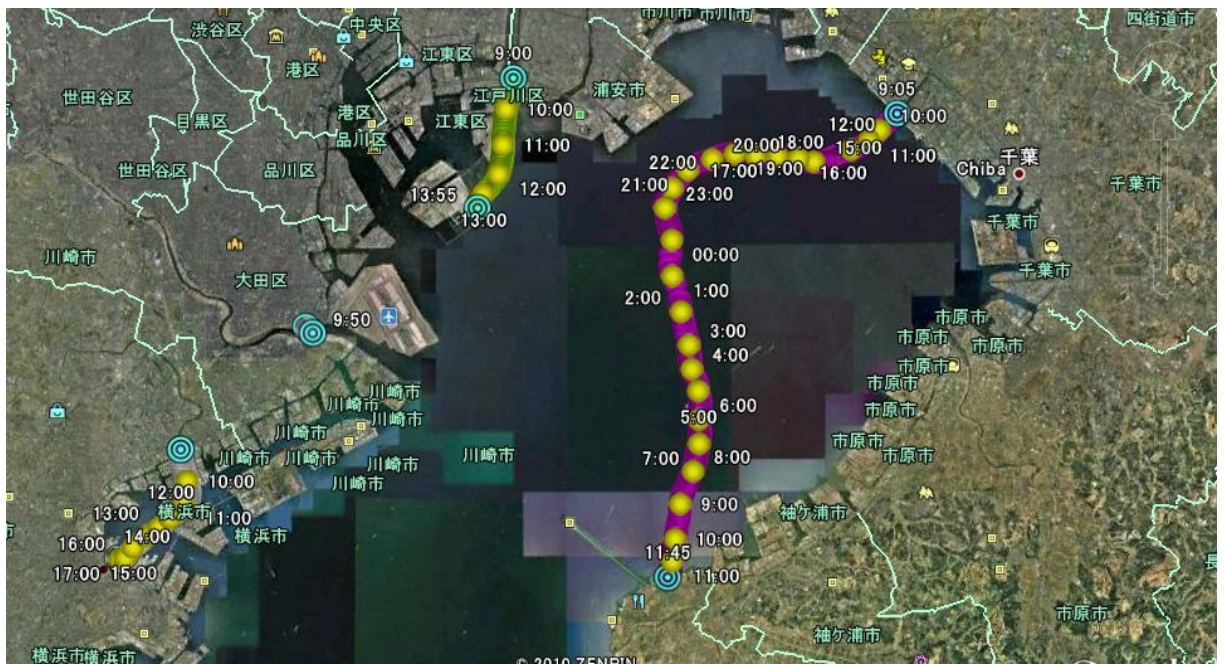 中央区
市川市
市川市
四街道市
渋谷区
江東区
9:00
港区
江戸川区
浦安市
9:05
世田谷区
港区
10:00
12:00
10:00
目黒区
江東区
品川区
20:00
18:00
15:00
11:00
11:00
世田谷区
品川区
22:00
17:00
19:00
16:00
Chiba
千葉
12:00
13:55
21:00
23:00
千葉市
13:00
千葉市
川崎市
00:00
千葉市
大田区
2:00
1:00
9:50
3:00
市原市
市原市
市原市
4:00
市原市
川崎市
市原市
川崎市
6:00
市原市
川崎市
5:00
川崎市
市原市
川崎市
川崎市
川崎市
川崎市
7:00
8:00
市原市
川崎市
10:00
12:00
9:00
13:00
横浜市
11:00
袖ケ浦市
横浜市
16:00
14:00
10:00
11:45
17:00
15:00
11:00
市原市
袖ケ浦市
横浜市
横浜市
© 2010 ZENRIN